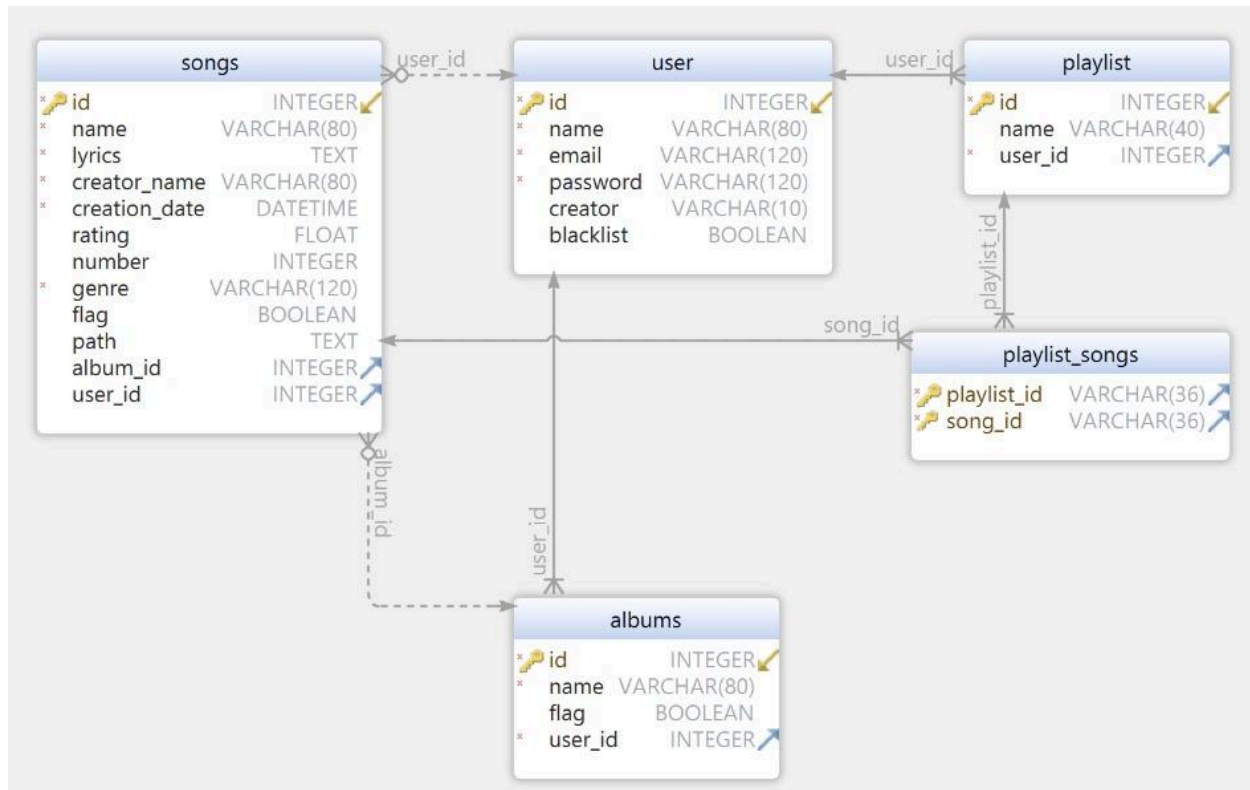 songs
id INTEGER
name VARCHAR(80)
lyrics TEXT
creator_name VARCHAR(80)
creation_date DATETIME
rating FLOAT
number INTEGER
genre VARCHAR(120)
flag BOOLEAN
path TEXT
album_id INTEGER
user_id INTEGER
user_id
user
id INTEGER
name VARCHAR(80)
email VARCHAR(120)
password VARCHAR(120)
creator VARCHAR(10)
blacklist BOOLEAN
user_id
playlist
id INTEGER
name VARCHAR(40)
user_id INTEGER
playlist_id
song_id
playlist_songs
playlist_id VARCHAR(36)
song_id VARCHAR(36)
album_id
user_id
albums
id INTEGER
name VARCHAR(80)
flag BOOLEAN
user_id INTEGER